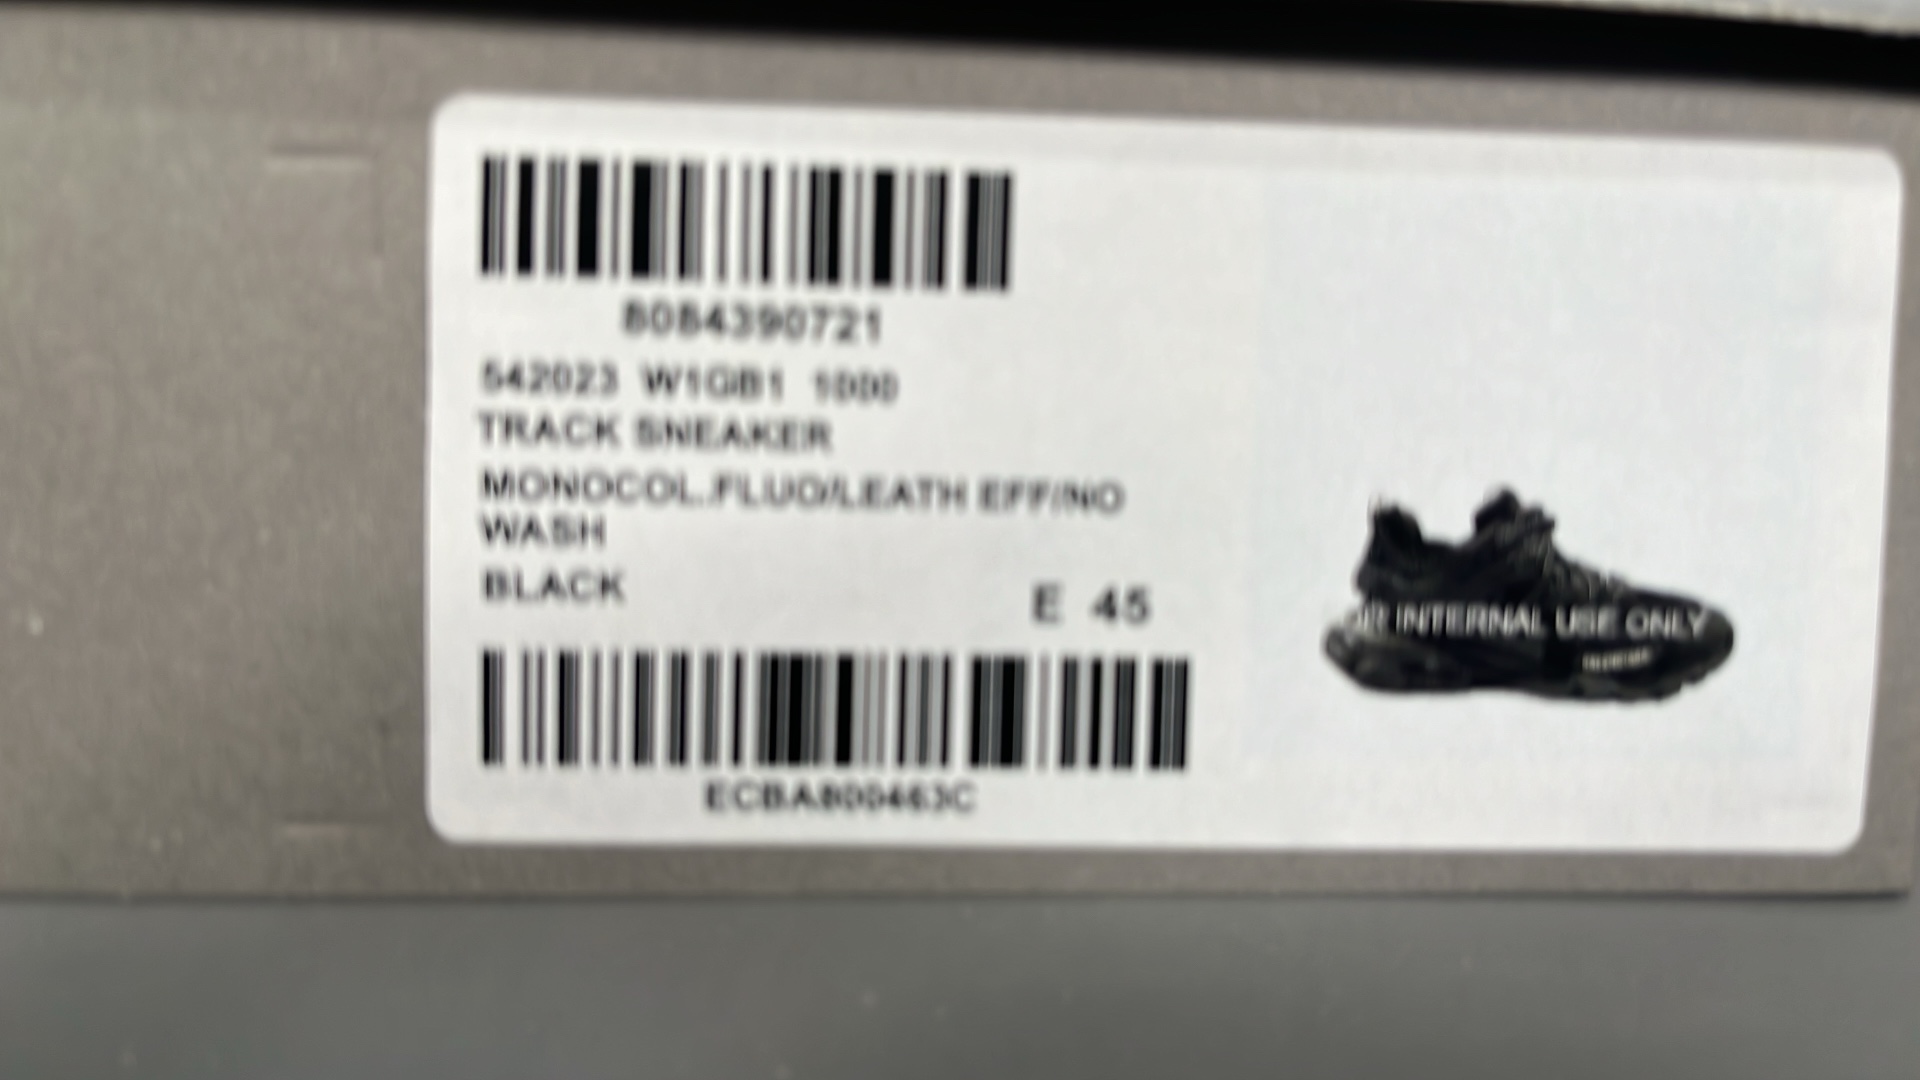 8084390721
542023 W1GB1 1000
TRACK SNEAKER
MONOCOL.FLUO/LEATH EFF/NO
WASH
BLACK
E 45
INTERNAL USE ONLY
ECBA800463C